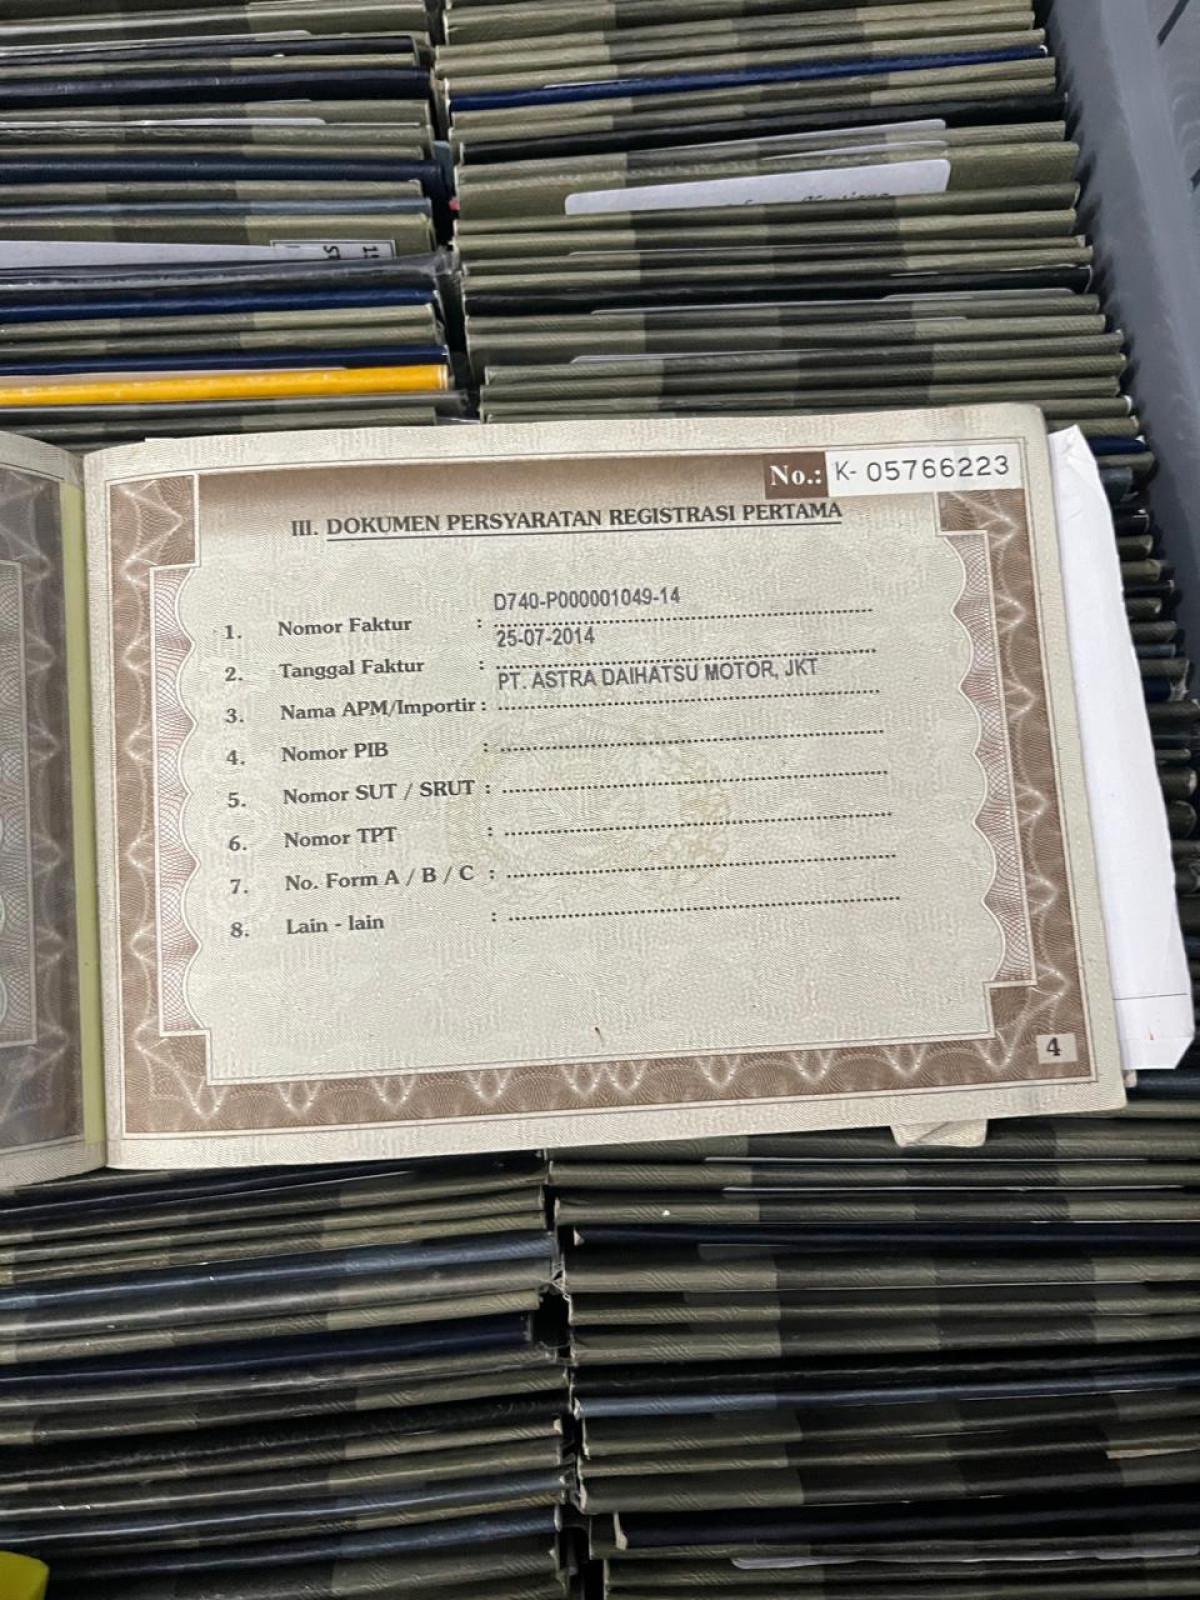 No.: K- 05766223
III. DOKUMEN PERSYARATAN REGISTRASI PERTAMA
1. Nomor Faktur : D740-P000001049-14
2. Tanggal Faktur : 25-07-2014
3. Nama APM/Importir : PT. ASTRA DAIHATSU MOTOR, JKT
4. Nomor PIB :
5. Nomor SUT / SRUT :
6. Nomor TPT :
7. No. Form A / B / C :
8. Lain - lain :
4